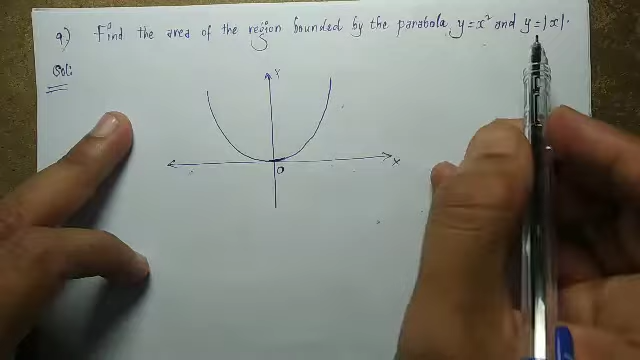 9) Find the area of the region bounded by the parabola y = x² and y = |x|.
Sol:
Y
X
O